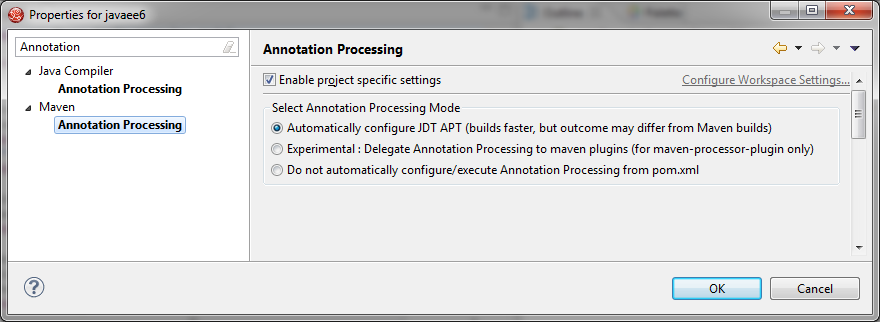 Properties for javaee6
Annotation
Java Compiler
Annotation Processing
Maven
Annotation Processing
Annotation Processing
Enable project specific settings
Configure Workspace Settings...
Select Annotation Processing Mode
Automatically configure JDT APT (builds faster, but outcome may differ from Maven builds)
Experimental : Delegate Annotation Processing to maven plugins (for maven-processor-plugin only)
Do not automatically configure/execute Annotation Processing from pom.xml
?
OK
Cancel